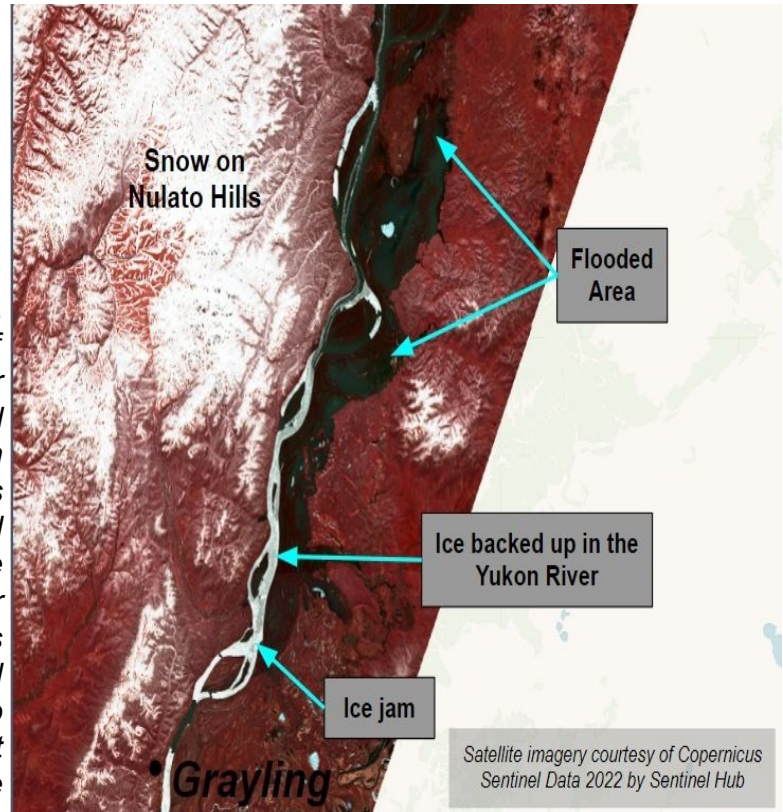 Snow on
Nulato Hills
Flooded
Area
Ice backed up in the
Yukon River
Ice jam
Grayling
Satellite imagery courtesy of Copernicus
Sentinel Data 2022 by Sentinel Hub